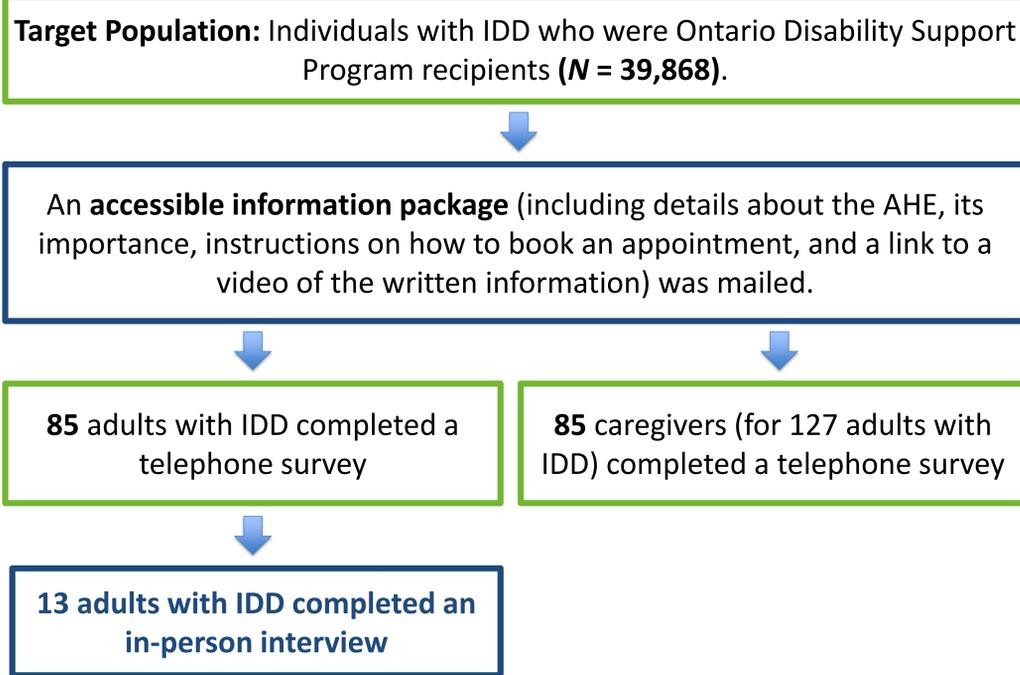 Target Population: Individuals with IDD who were Ontario Disability Support
Program recipients (N = 39,868).
An accessible information package (including details about the AHE, its
importance, instructions on how to book an appointment, and a link to a
video of the written information) was mailed.
85 adults with IDD completed a
telephone survey
85 caregivers (for 127 adults with
IDD) completed a telephone survey
13 adults with IDD completed an
in-person interview